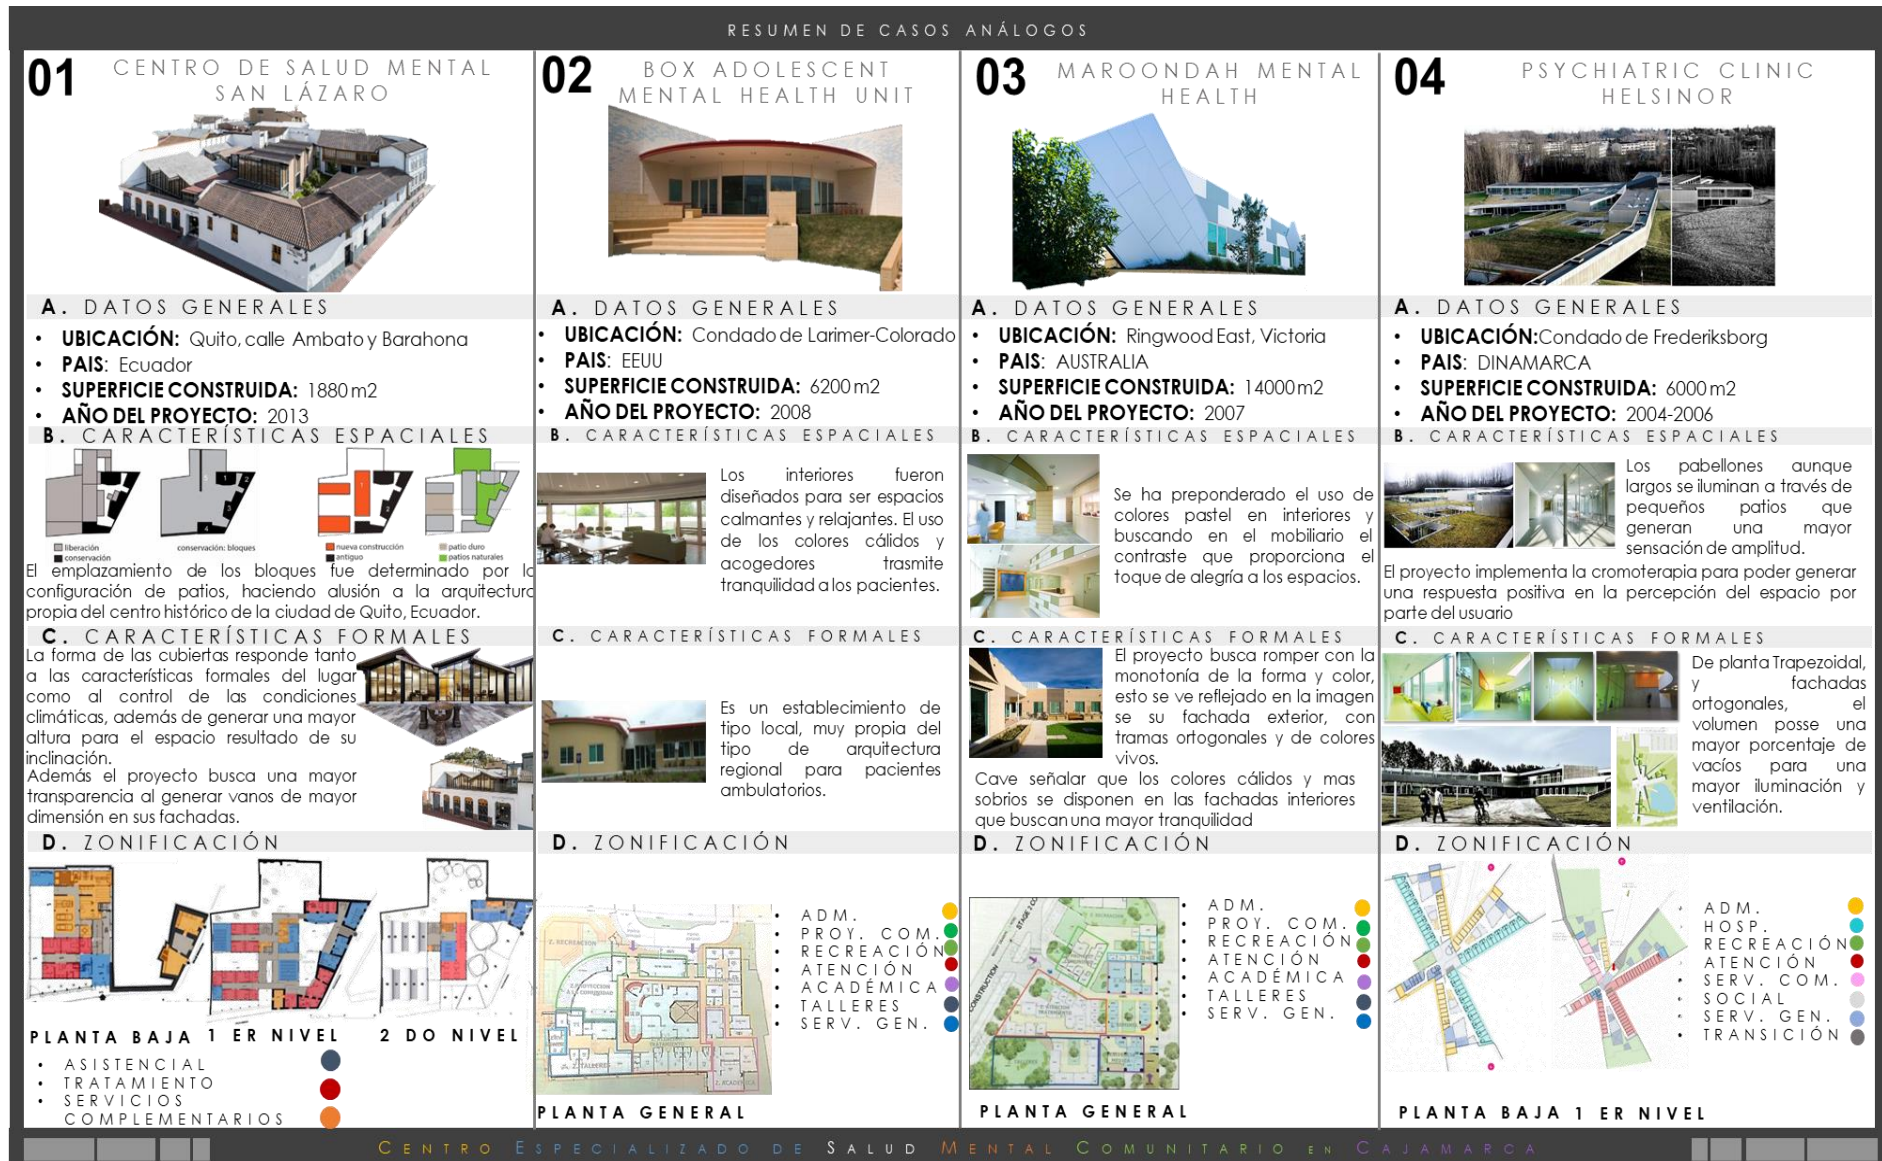 RESUMEN DE CASOS ANÁLOGOS
01
CENTRO DE SALUD MENTAL
SAN LÁZARO
A. DATOS GENERALES
• UBICACIÓN: Quito, calle Ambato y Barahona
• PAIS: Ecuador
• SUPERFICIE CONSTRUIDA: 1880 m2
• AÑO DEL PROYECTO: 2013
B. CARACTERÍSTICAS ESPACIALES
liberación
conservación
conservación: bloques
nueva construcción
antiguo
patio duro
patios naturales
El emplazamiento de los bloques fue determinado por la
configuración de patios, haciendo alusión a la arquitectura
propia del centro histórico de la ciudad de Quito, Ecuador.
C. CARACTERÍSTICAS FORMALES
La forma de las cubiertas responde tanto
a las características formales del lugar
como al control de las condiciones
climáticas, además de generar una mayor
altura para el espacio resultado de su
inclinación.
Además el proyecto busca una mayor
transparencia al generar vanos de mayor
dimensión en sus fachadas.
D. ZONIFICACIÓN
PLANTA BAJA
1 ER NIVEL
2 DO NIVEL
• ASISTENCIAL
• TRATAMIENTO
• SERVICIOS
COMPLEMENTARIOS
02
BOX ADOLESCENT
MENTAL HEALTH UNIT
A. DATOS GENERALES
• UBICACIÓN: Condado de Larimer-Colorado
• PAIS: EEUU
• SUPERFICIE CONSTRUIDA: 6200 m2
• AÑO DEL PROYECTO: 2008
B. CARACTERÍSTICAS ESPACIALES
Los interiores fueron
diseñados para ser espacios
calmantes y relajantes. El uso
de los colores cálidos y
acogedores trasmite
tranquilidad a los pacientes.
C. CARACTERÍSTICAS FORMALES
Es un establecimiento de
tipo local, muy propia del
tipo de arquitectura
regional para pacientes
ambulatorios.
D. ZONIFICACIÓN
Z. RECREACION
Z. TALLERES
Z. ACADEMICA
• ADM.
• PROY. COM.
• RECREACIÓN
• ATENCIÓN
• ACADÉMICA
• TALLERES
• SERV. GEN.
PLANTA GENERAL
03
MAROONDAH MENTAL
HEALTH
A. DATOS GENERALES
• UBICACIÓN: Ringwood East, Victoria
• PAIS: AUSTRALIA
• SUPERFICIE CONSTRUIDA: 14000 m2
• AÑO DEL PROYECTO: 2007
B. CARACTERÍSTICAS ESPACIALES
Se ha preponderado el uso de
colores pastel en interiores y
buscando en el mobiliario el
contraste que proporciona el
toque de alegría a los espacios.
C. CARACTERÍSTICAS FORMALES
El proyecto busca romper con la
monotonía de la forma y color,
esto se ve reflejado en la imagen
se su fachada exterior, con
tramas ortogonales y de colores
vivos.
Cave señalar que los colores cálidos y mas
sobrios se disponen en las fachadas interiores
que buscan una mayor tranquilidad
D. ZONIFICACIÓN
• ADM.
• PROY. COM.
• RECREACIÓN
• ATENCIÓN
• ACADÉMICA
• TALLERES
• SERV. GEN.
PLANTA GENERAL
04
PSYCHIATRIC CLINIC
HELSINOR
A. DATOS GENERALES
• UBICACIÓN:Condado de Frederiksborg
• PAIS: DINAMARCA
• SUPERFICIE CONSTRUIDA: 6000 m2
• AÑO DEL PROYECTO: 2004-2006
B. CARACTERÍSTICAS ESPACIALES
Los pabellones aunque
largos se iluminan a través de
pequeños patios que
generan una mayor
sensación de amplitud.
El proyecto implementa la cromoterapia para poder generar
una respuesta positiva en la percepción del espacio por
parte del usuario
C. CARACTERÍSTICAS FORMALES
De planta Trapezoidal,
y fachadas
ortogonales, el
volumen posse una
mayor porcentaje de
vacíos para una
mayor iluminación y
ventilación.
D. ZONIFICACIÓN
• ADM.
• HOSP.
• RECREACIÓN
• ATENCIÓN
• SERV. COM.
• SOCIAL
• SERV. GEN.
• TRANSICIÓN
PLANTA BAJA
1 ER NIVEL
CENTRO ESPECIALIZADO DE SALUD MENTAL COMUNITARIO EN CAJAMARCA